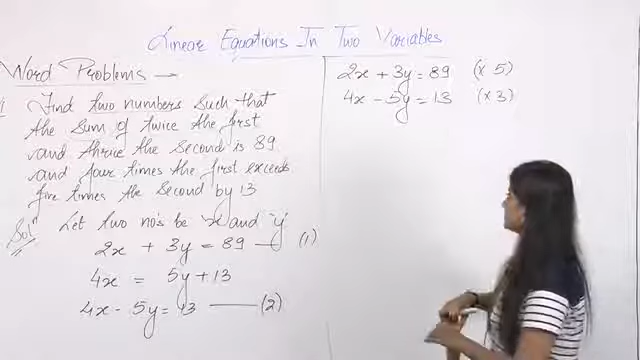 Linear Equations In Two Variables
Word Problems →
Find two numbers such that
the sum of twice the first
and thrice the second is 89
and four times the first exceeds
five times the second by 13
Solⁿ Let two no's be 'x' and 'y'
2x + 3y = 89 — (1)
4x = 5y + 13
4x - 5y = 13 — (2)
2x + 3y = 89 (x 5)
4x - 5y = 13 (x 3)